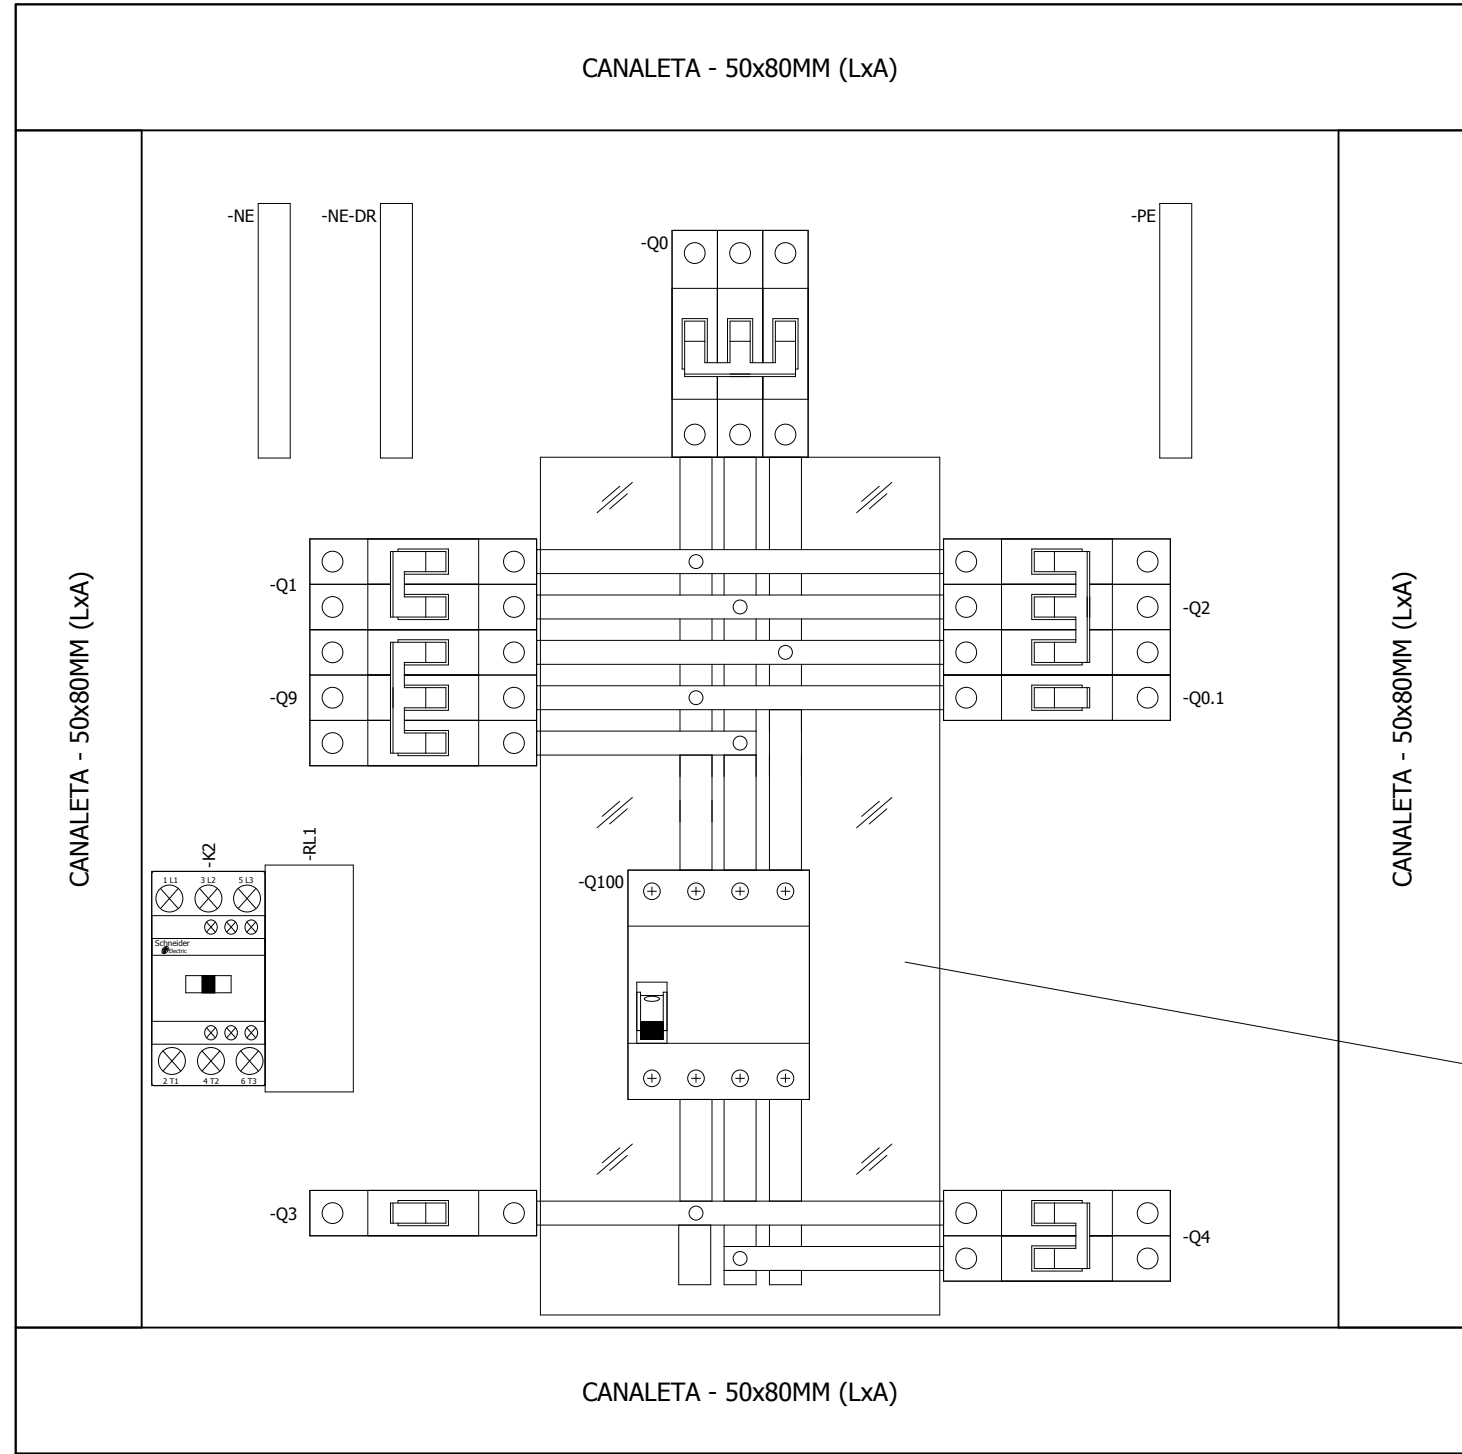 CANALETA - 50x80MM (LxA)
-NE
-NE-DR
-PE
-Q0
CANALETA - 50x80MM (LxA)
CANALETA - 50x80MM (LxA)
-Q1
-Q2
-Q9
-Q0.1
-K2
-RL1
-Q100
1 L1
3 L2
5 L3
Schneider
Electric
2 T1
4 T2
6 T3
-Q3
-Q4
CANALETA - 50x80MM (LxA)